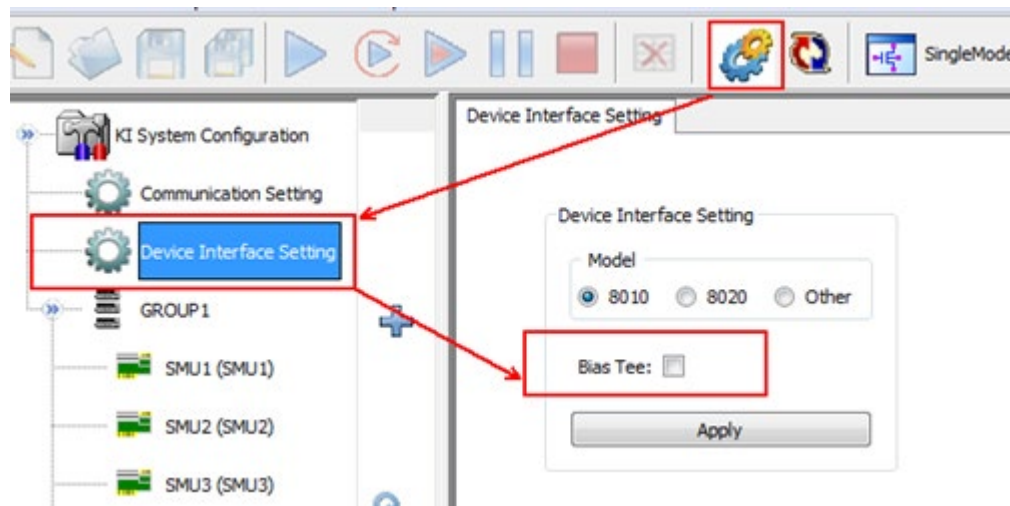 SingleMode
KI System Configuration
Communication Setting
Device Interface Setting
GROUP1
SMU1 (SMU1)
SMU2 (SMU2)
SMU3 (SMU3)
Device Interface Setting
Device Interface Setting
Model
8010 8020 Other
Bias Tee:
Apply